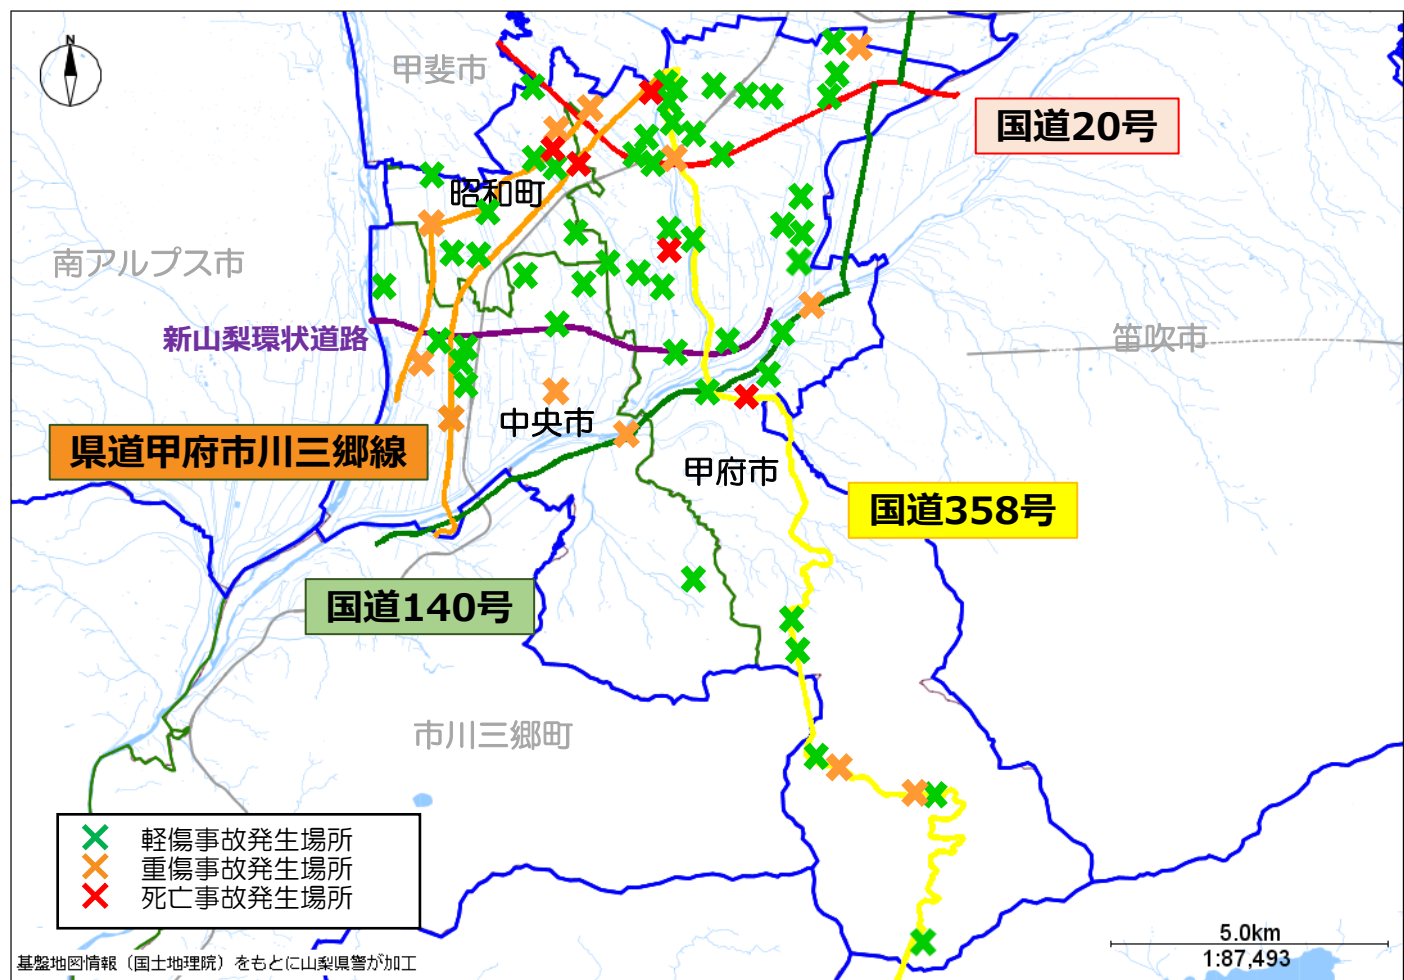 N
甲斐市
国道20号
昭和町
南アルプス市
新山梨環状道路
笛吹市
中央市
県道甲府市川三郷線
甲府市
国道358号
国道140号
市川三郷町
軽傷事故発生場所
重傷事故発生場所
死亡事故発生場所
5.0km
1:87,493
基盤地図情報（国土地理院）をもとに山梨県警が加工